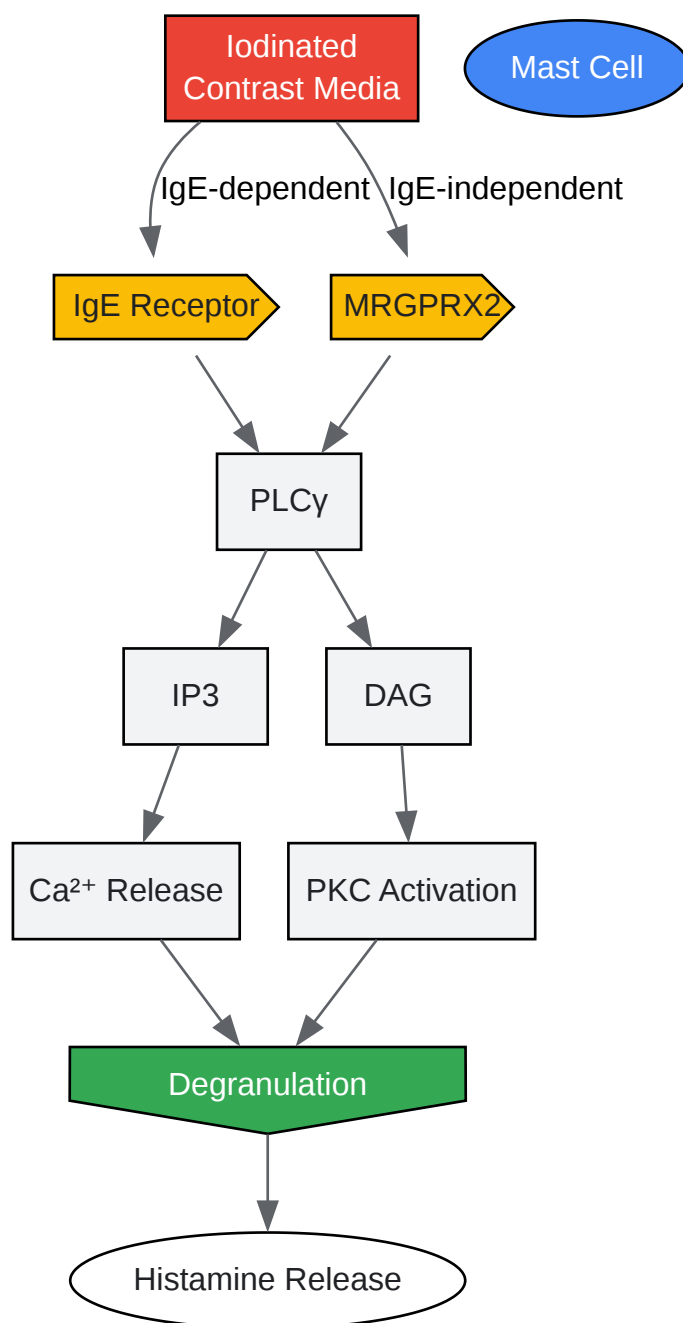 Iodinated
Contrast Media
Mast Cell
IgE-dependent
IgE-independent
IgE Receptor
MRGPRX2
PLCγ
IP3
DAG
Ca²⁺ Release
PKC Activation
Degranulation
Histamine Release